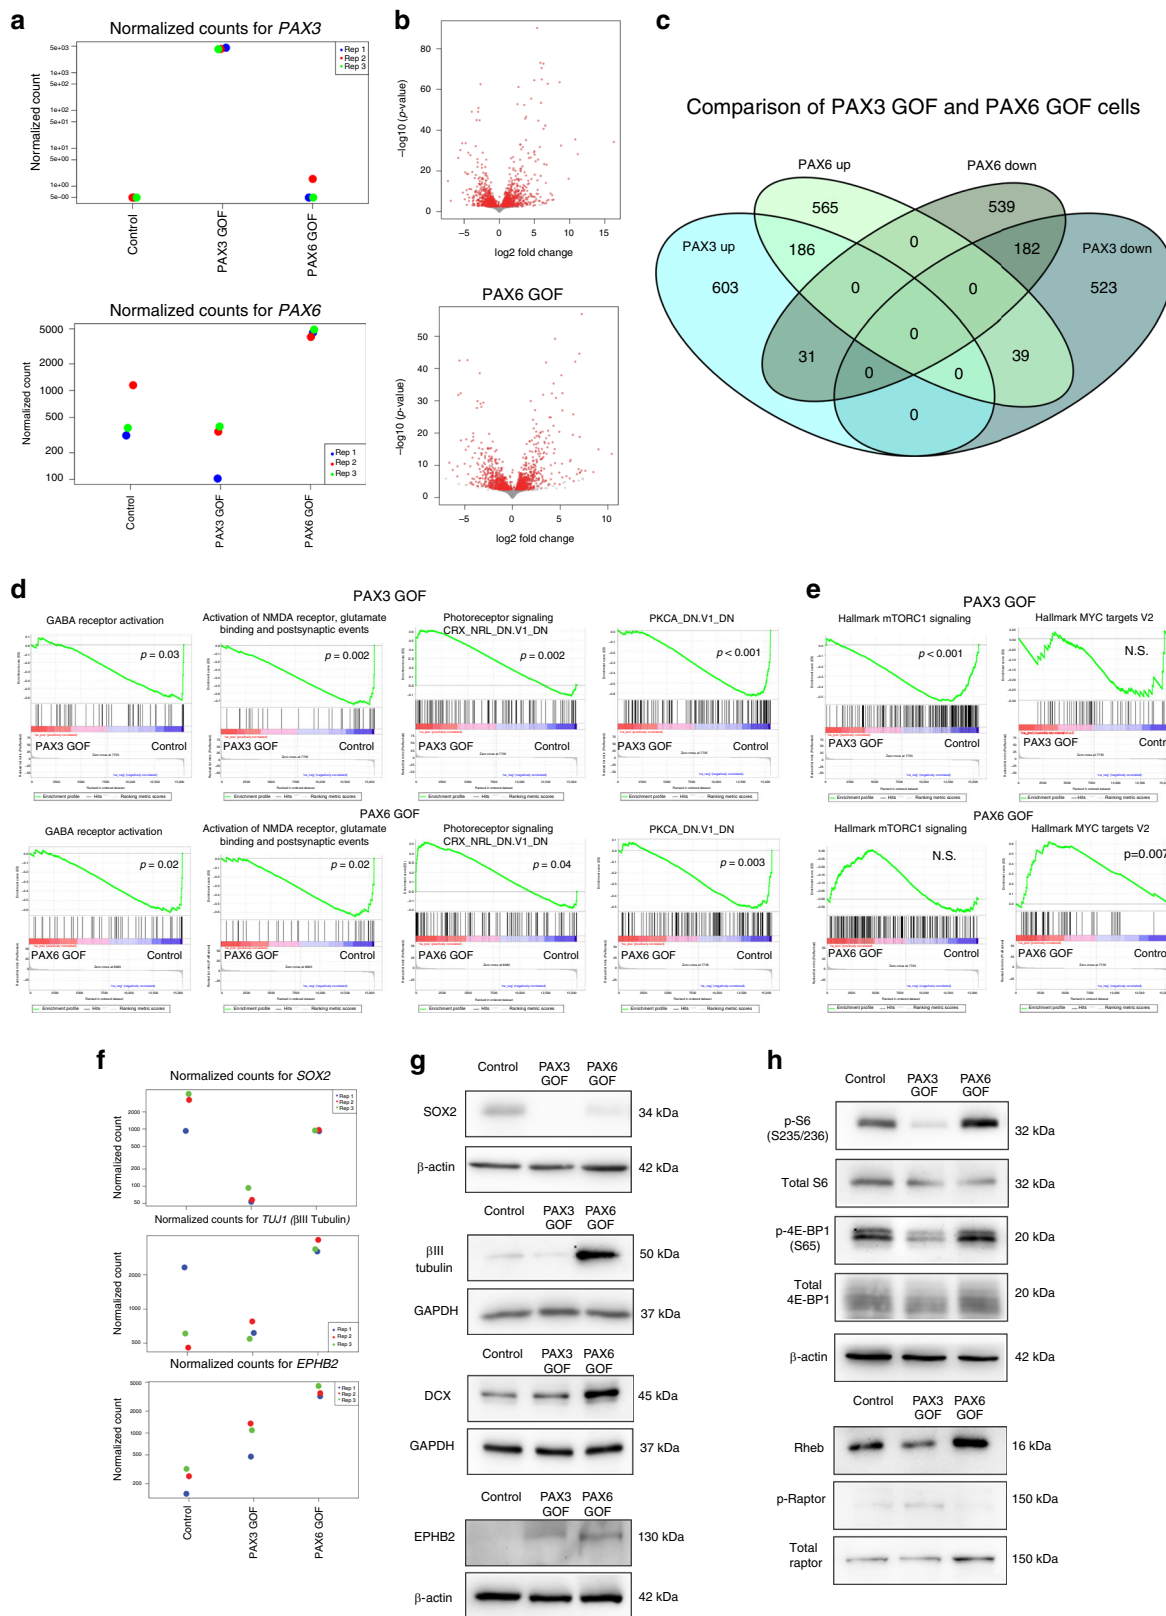 a
Normalized counts for PAX3
Normalized count
5e+03
1e+03
5e+02
1e+02
5e+01
1e+01
5e+00
1e+00
5e−00
Rep 1
Rep 2
Rep 3
Control
PAX3 GOF
PAX6 GOF
Normalized counts for PAX6
Normalized count
5000
2000
1000
500
200
100
Rep 1
Rep 2
Rep 3
Control
PAX3 GOF
PAX6 GOF
b
−log10 (p-value)
80
60
40
20
0
−5 0 5 10 15
log2 fold change
PAX6 GOF
−log10 (p-value)
50
40
30
20
10
0
−5 0 5 10
log2 fold change
c
Comparison of PAX3 GOF and PAX6 GOF cells
PAX6 up
PAX6 down
PAX3 up
PAX3 down
565
539
0
186
182
603
523
0
0
0
31
39
0
0
0
d
PAX3 GOF
GABA receptor activation
p = 0.03
PAX3 GOF Control
Activation of NMDA receptor, glutamate
binding and postsynaptic events
p = 0.002
PAX3 GOF Control
Photoreceptor signaling
CRX_NRL_DN.V1_DN
p = 0.002
PAX3 GOF Control
PKCA_DN.V1_DN
p < 0.001
PAX3 GOF Control
Enrichment profile Hits Ranking metric scores
PAX6 GOF
GABA receptor activation
p = 0.02
PAX6 GOF Control
Activation of NMDA receptor, glutamate
binding and postsynaptic events
p = 0.02
PAX6 GOF Control
Photoreceptor signaling
CRX_NRL_DN.V1_DN
p = 0.04
PAX6 GOF Control
PKCA_DN.V1_DN
p = 0.003
PAX6 GOF Control
Enrichment profile Hits Ranking metric scores
e
PAX3 GOF
Hallmark mTORC1 signaling
p < 0.001
PAX3 GOF Control
Hallmark MYC targets V2
N.S.
PAX3 GOF Control
PAX6 GOF
Hallmark mTORC1 signaling
N.S.
PAX6 GOF Control
Hallmark MYC targets V2
p=0.007
PAX6 GOF Control
f
Normalized counts for SOX2
Normalized count
2000
1000
500
200
100
50
Rep 1
Rep 2
Rep 3
Normalized counts for TUJ1 (βIII Tubulin)
Normalized count
2000
1000
500
Rep 1
Rep 2
Rep 3
Normalized counts for EPHB2
Normalized count
5000
2000
1000
500
200
Rep 1
Rep 2
Rep 3
Control
PAX3 GOF
PAX6 GOF
g
Control PAX3 GOF PAX6 GOF
SOX2 34 kDa
β-actin 42 kDa
Control PAX3 GOF PAX6 GOF
βIII tubulin 50 kDa
GAPDH 37 kDa
Control PAX3 GOF PAX6 GOF
DCX 45 kDa
GAPDH 37 kDa
Control PAX3 GOF PAX6 GOF
EPHB2 130 kDa
β-actin 42 kDa
h
Control PAX3 GOF PAX6 GOF
p-S6 (S235/236) 32 kDa
Total S6 32 kDa
p-4E-BP1 (S65) 20 kDa
Total 4E-BP1 20 kDa
β-actin 42 kDa
Control PAX3 GOF PAX6 GOF
Rheb 16 kDa
p-Raptor 150 kDa
Total raptor 150 kDa